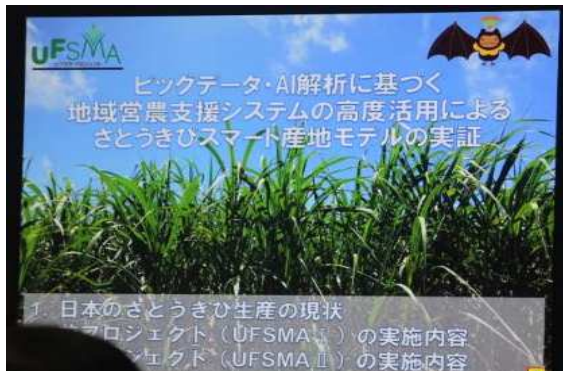 UFSMA
ビックデータ・AI解析に基づく
地域営農支援システムの高度活用による
さとうきびスマート産地モデルの実証
1. 日本のさとうきび生産の現状
プロジェクト（UFSMAⅠ）の実施内容
ジェクト（UFSMAⅡ）の実施内容